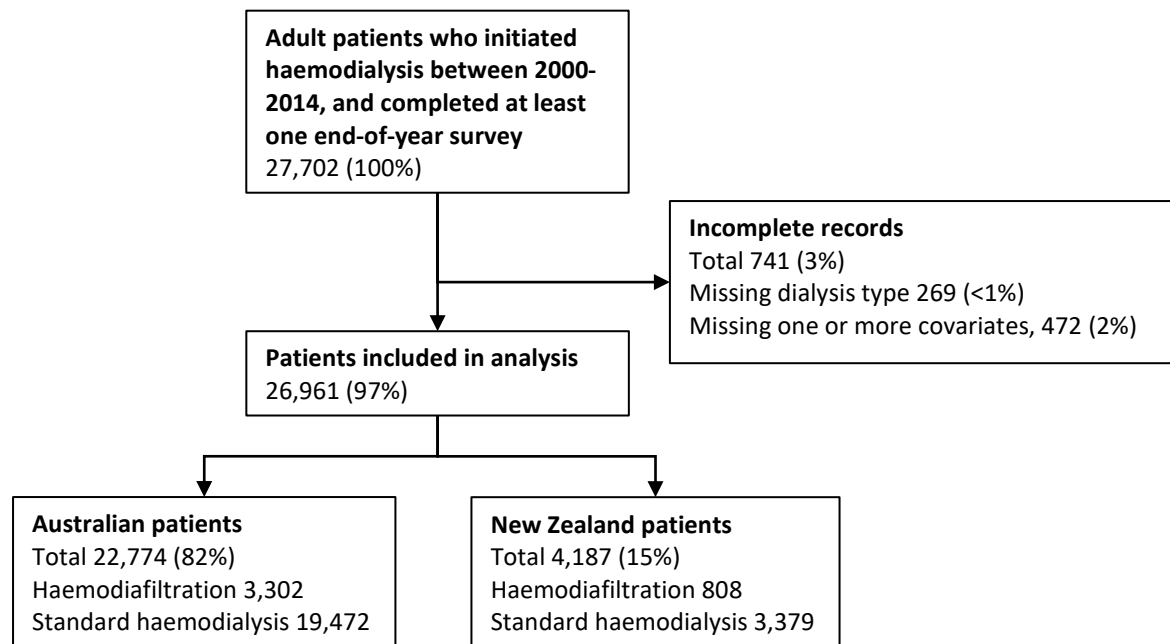 Adult patients who initiated
haemodialysis between 2000-
2014, and completed at least
one end-of-year survey
27,702 (100%)
Incomplete records
Total 741 (3%)
Missing dialysis type 269 (<1%)
Missing one or more covariates, 472 (2%)
Patients included in analysis
26,961 (97%)
Australian patients
Total 22,774 (82%)
Haemodiafiltration 3,302
Standard haemodialysis 19,472
New Zealand patients
Total 4,187 (15%)
Haemodiafiltration 808
Standard haemodialysis 3,379